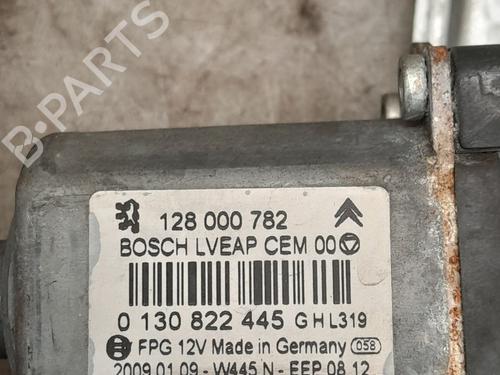 B-PARTS
128 000 782
BOSCH LVEAP CEM 00
0 130 822 445 GHL319
FPG 12V Made in Germany 058
2009.01.09 - W445 N - EEP 08 12